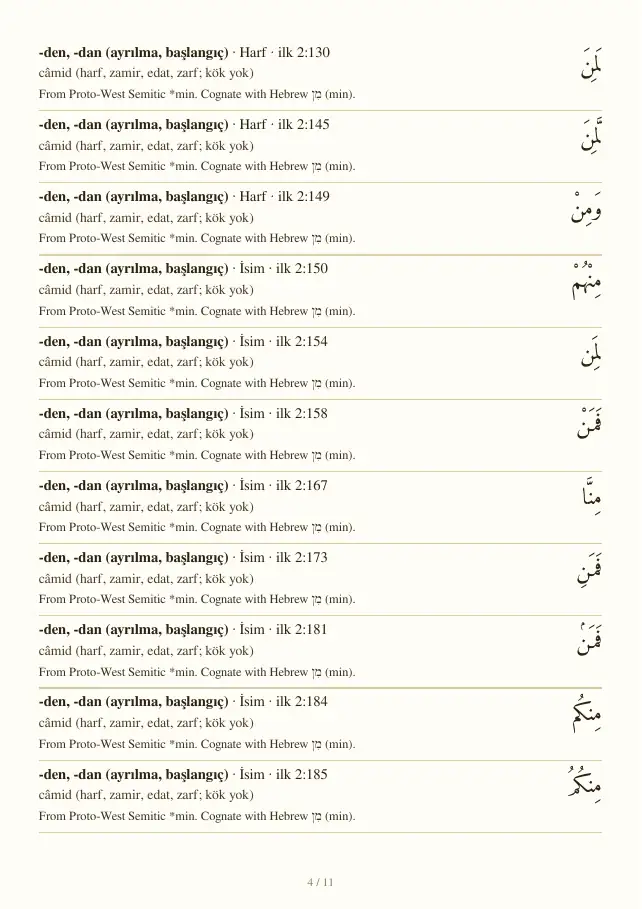 -den, -dan (ayrılma, başlangıç) · Harf · ilk 2:130 لَمِنَ
câmid (harf, zamir, edat, zarf; kök yok)
From Proto-West Semitic *min. Cognate with Hebrew מִן (min).
-den, -dan (ayrılma, başlangıç) · Harf · ilk 2:145 لَّمِنَ
câmid (harf, zamir, edat, zarf; kök yok)
From Proto-West Semitic *min. Cognate with Hebrew מִן (min).
-den, -dan (ayrılma, başlangıç) · Harf · ilk 2:149 وَمِنْ
câmid (harf, zamir, edat, zarf; kök yok)
From Proto-West Semitic *min. Cognate with Hebrew מִן (min).
-den, -dan (ayrılma, başlangıç) · İsim · ilk 2:150 مِنْهُمْ
câmid (harf, zamir, edat, zarf; kök yok)
From Proto-West Semitic *min. Cognate with Hebrew מִן (min).
-den, -dan (ayrılma, başlangıç) · İsim · ilk 2:154 لِمَن
câmid (harf, zamir, edat, zarf; kök yok)
From Proto-West Semitic *min. Cognate with Hebrew מִן (min).
-den, -dan (ayrılma, başlangıç) · İsim · ilk 2:158 فَمَنْ
câmid (harf, zamir, edat, zarf; kök yok)
From Proto-West Semitic *min. Cognate with Hebrew מִן (min).
-den, -dan (ayrılma, başlangıç) · İsim · ilk 2:167 مِنَّا
câmid (harf, zamir, edat, zarf; kök yok)
From Proto-West Semitic *min. Cognate with Hebrew מִן (min).
-den, -dan (ayrılma, başlangıç) · İsim · ilk 2:173 فَمَنِ
câmid (harf, zamir, edat, zarf; kök yok)
From Proto-West Semitic *min. Cognate with Hebrew מִן (min).
-den, -dan (ayrılma, başlangıç) · İsim · ilk 2:181 فَمَنۢ
câmid (harf, zamir, edat, zarf; kök yok)
From Proto-West Semitic *min. Cognate with Hebrew מִן (min).
-den, -dan (ayrılma, başlangıç) · İsim · ilk 2:184 مِنكُم
câmid (harf, zamir, edat, zarf; kök yok)
From Proto-West Semitic *min. Cognate with Hebrew מִן (min).
-den, -dan (ayrılma, başlangıç) · İsim · ilk 2:185 مِنكُمُ
câmid (harf, zamir, edat, zarf; kök yok)
From Proto-West Semitic *min. Cognate with Hebrew מִן (min).
4 / 11